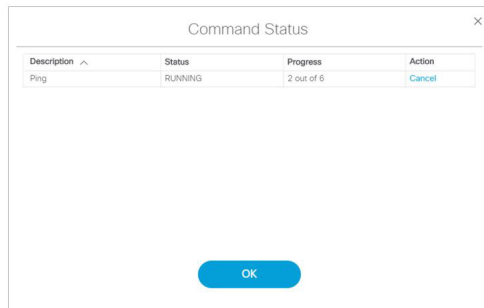 Command Status
Description Status Progress Action
Ping RUNNING 2 out of 6 Cancel
OK